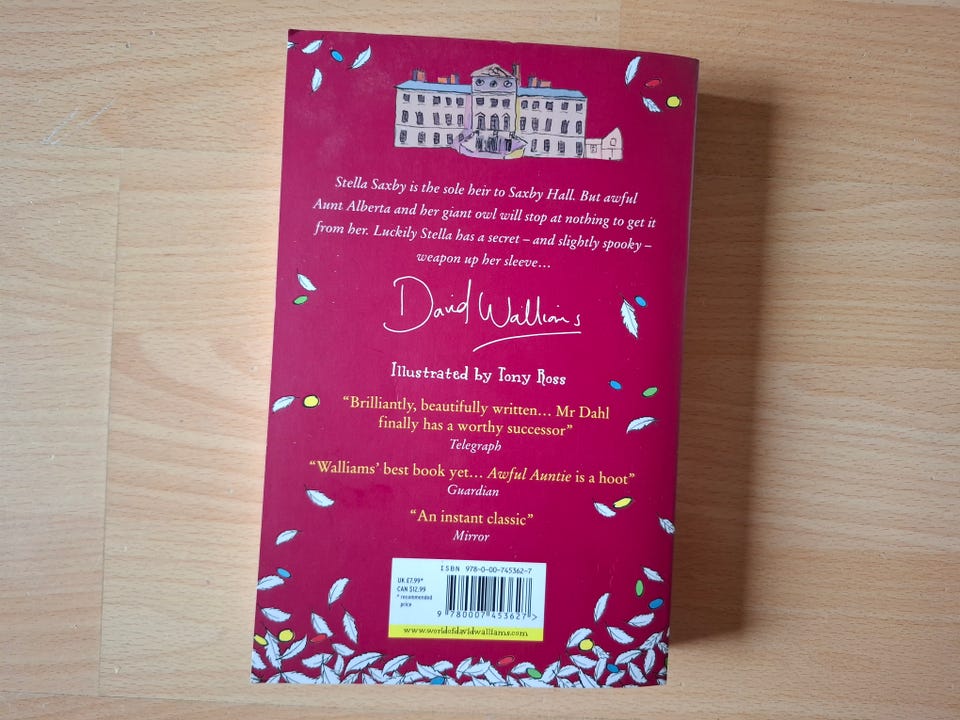 Stella Saxby is the sole heir to Saxby Hall. But awful
Aunt Alberta and her giant owl will stop at nothing to get it
from her. Luckily Stella has a secret – and slightly spooky –
weapon up her sleeve…
David Walliams
Illustrated by Tony Ross
“Brilliantly, beautifully written… Mr Dahl
finally has a worthy successor”
Telegraph
“Walliams’ best book yet… Awful Auntie is a hoot”
Guardian
“An instant classic”
Mirror
ISBN 978-0-00-745362-7
UK £7.99*
CAN $12.99
* recommended
price
9 780007 453627 >
www.worldofdavidwalliams.com